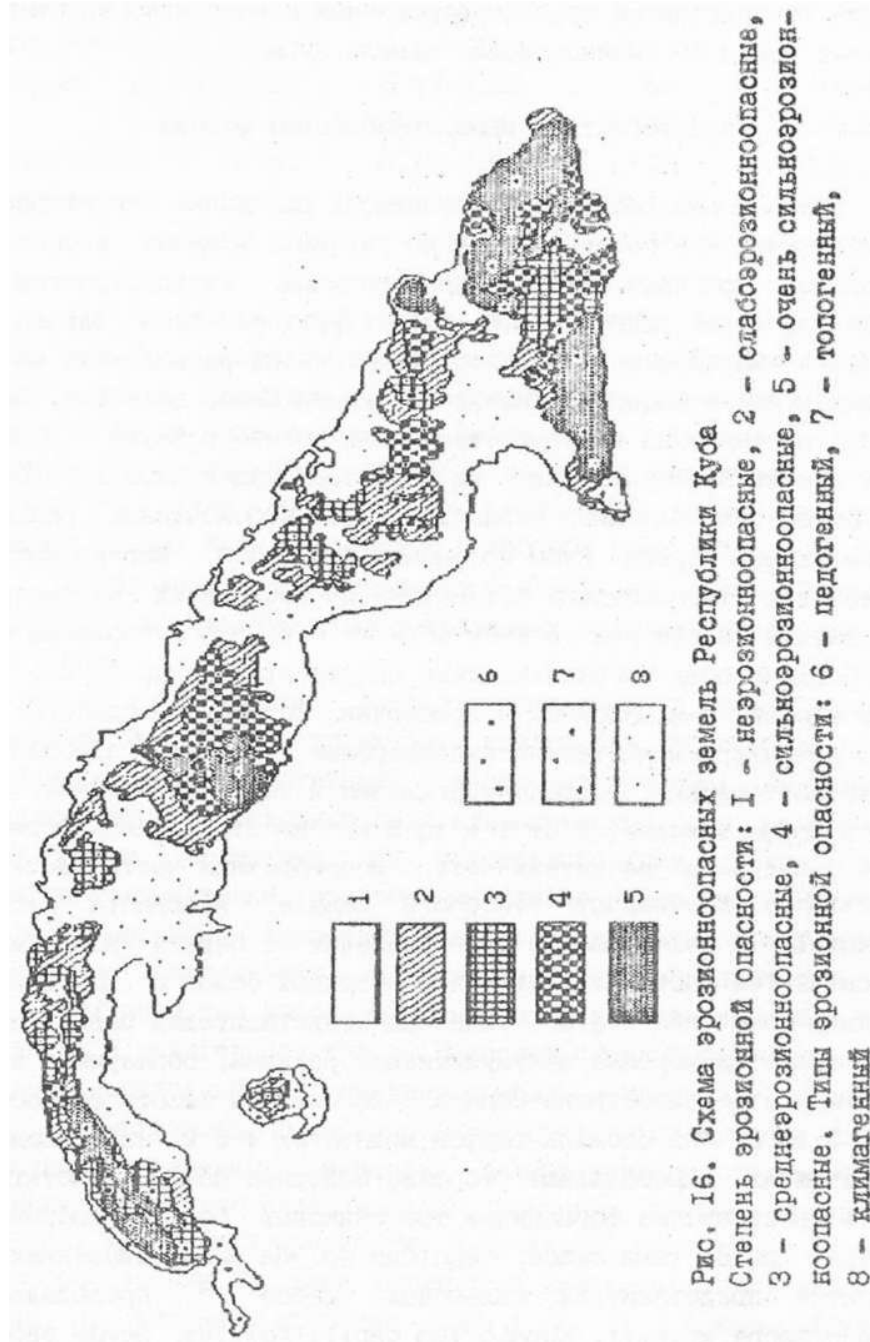 1
2
3
4
5
6
7
8
Рис. 16. Схема эрозионноопасных земель Республики Куба
Степень эрозионной опасности: I – неэрозионноопасные, 2 – слабоэрозионноопасные,
3 – среднеэрозионноопасные, 4 – сильноэрозионноопасные, 5 – очень сильноэрозион-
ноопасные. Типы эрозионной опасности: 6 – педогенный, 7 – топогенный,
8 – климагенный